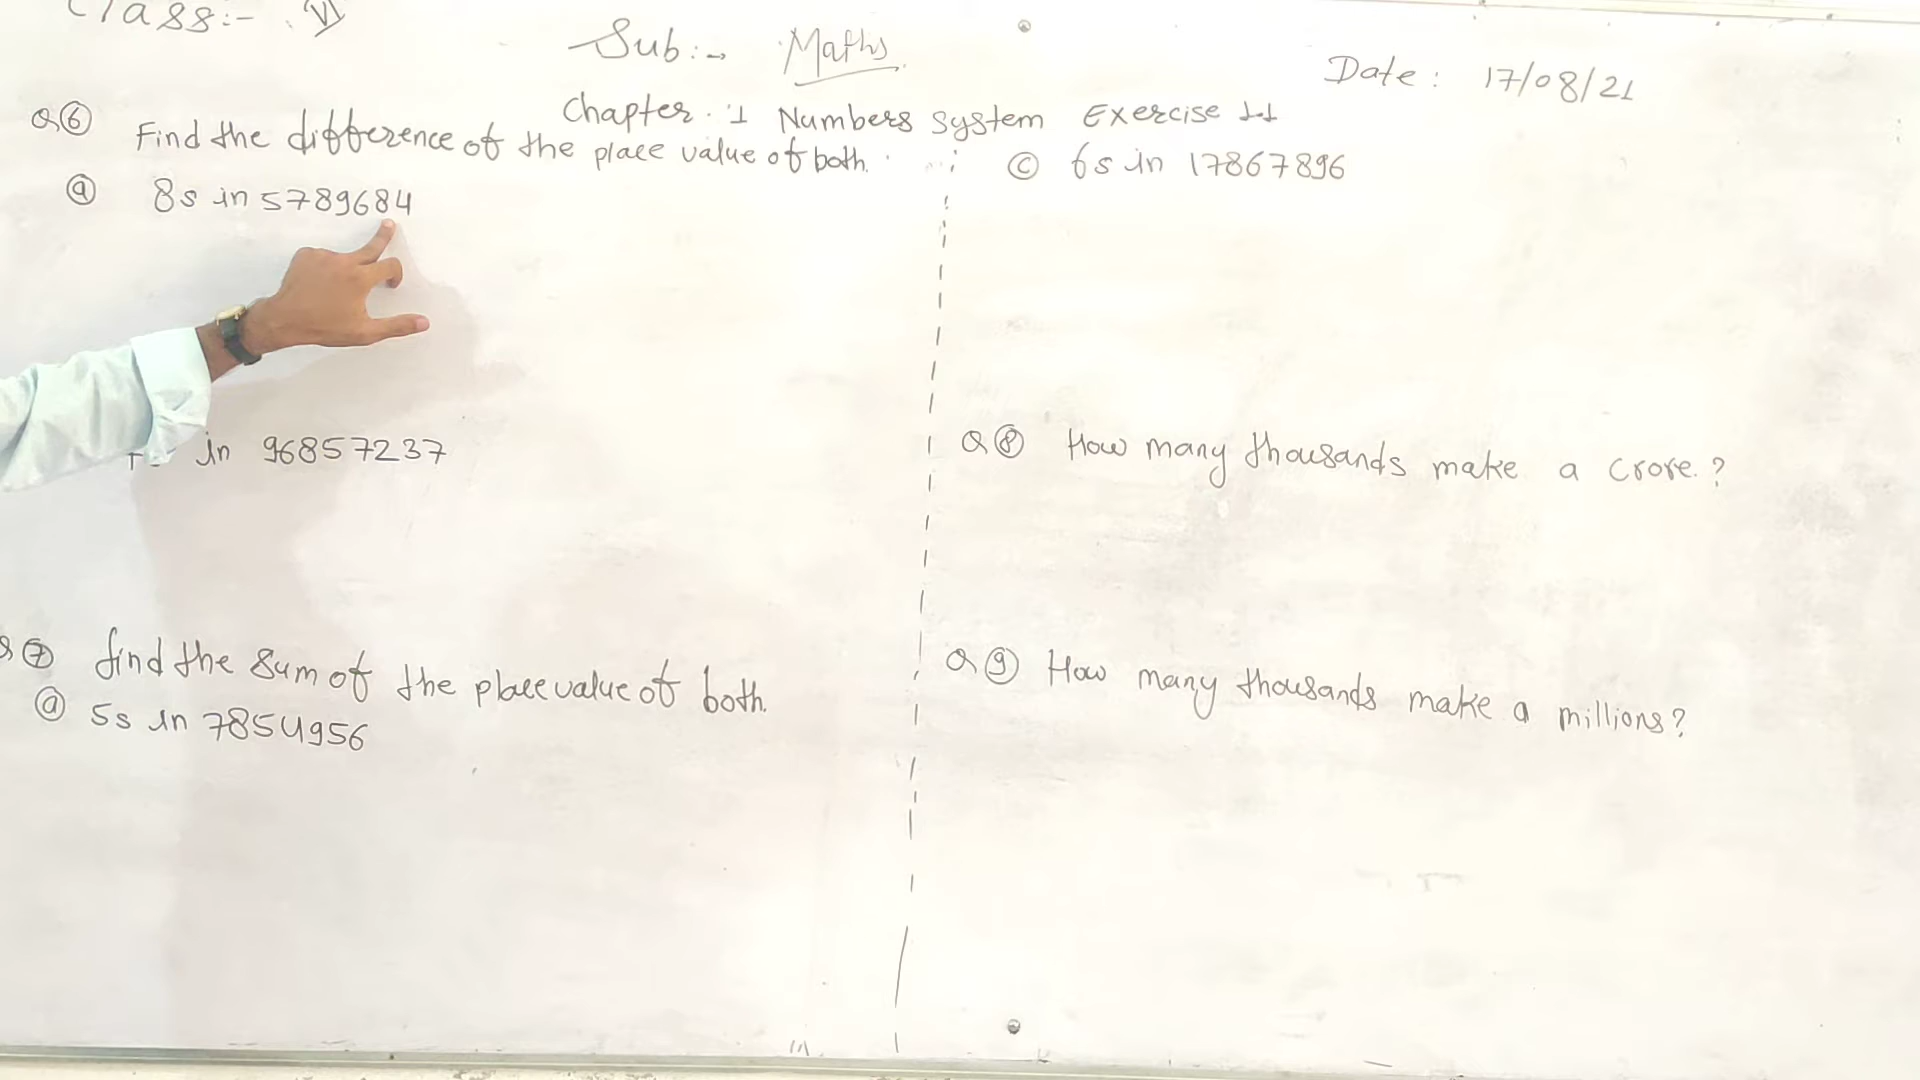 Class:- VI
Sub:- Maths
Date: 17/08/21
Chapter. 1 Numbers system Exercise 1.1
Q6 Find the difference of the place value of both.
a 8s in 5789684
in 96857237
Q7 find the sum of the place value of both.
a 5s in 7854956
c 6s in 17867896
Q8 How many thousands make a crore.?
Q9 How many thousands make a millions?